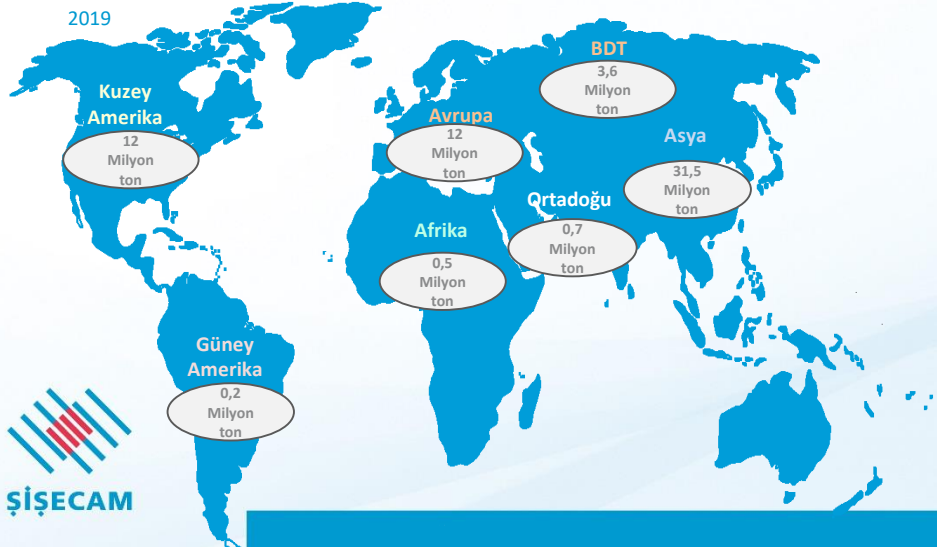 2019
Kuzey
Amerika
12
Milyon
ton
BDT
3,6
Milyon
ton
Avrupa
12
Milyon
ton
Asya
31,5
Milyon
ton
Ortadoğu
0,7
Milyon
ton
Afrika
0,5
Milyon
ton
Güney
Amerika
0,2
Milyon
ton
ŞİŞECAM